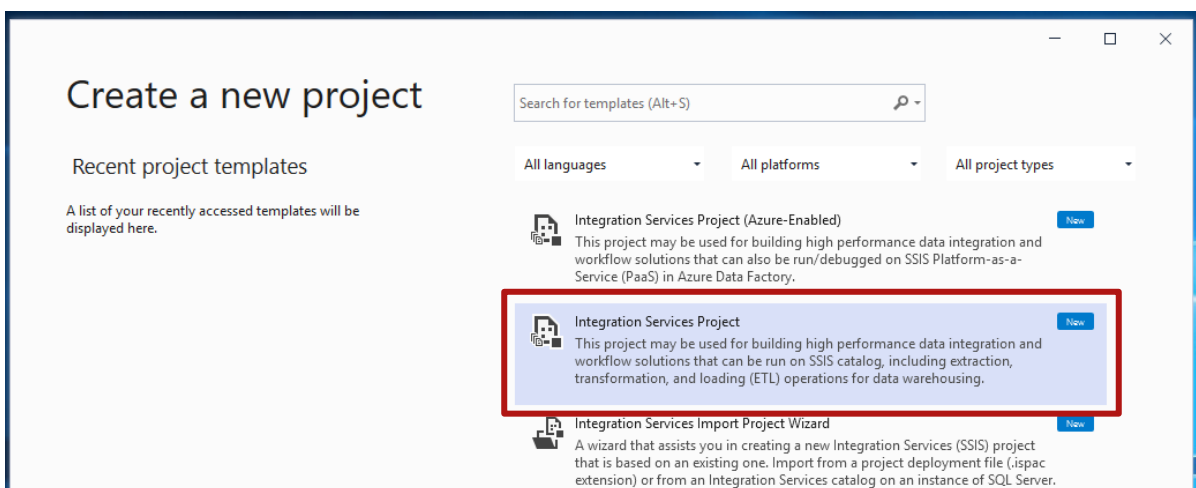 Create a new project
Search for templates (Alt+S)
Recent project templates
All languages
All platforms
All project types
A list of your recently accessed templates will be
displayed here.
Integration Services Project (Azure-Enabled)
New
This project may be used for building high performance data integration and
workflow solutions that can also be run/debugged on SSIS Platform-as-a-
Service (PaaS) in Azure Data Factory.
Integration Services Project
New
This project may be used for building high performance data integration and
workflow solutions that can be run on SSIS catalog, including extraction,
transformation, and loading (ETL) operations for data warehousing.
Integration Services Import Project Wizard
New
A wizard that assists you in creating a new Integration Services (SSIS) project
that is based on an existing one. Import from a project deployment file (.ispac
extension) or from an Integration Services catalog on an instance of SQL Server.